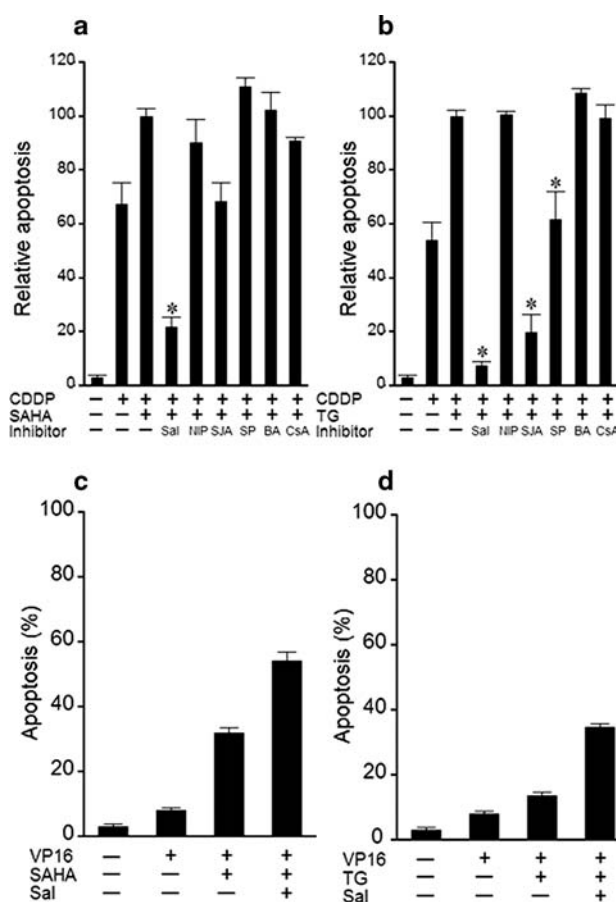 a
Relative apoptosis
120
100
80
60
40
20
0
*
CDDP — + + + + + + + +
SAHA — — + + + + + + +
Inhibitor — — — Sal NIP SJA SP BA CsA
b
Relative apoptosis
120
100
80
60
40
20
0
* * *
CDDP — + + + + + + + +
TG — — + + + + + + +
Inhibitor — — — Sal NIP SJA SP BA CsA
c
Apoptosis (%)
100
80
60
40
20
0
VP16 — + + +
SAHA — — + +
Sal — — — +
d
Apoptosis (%)
100
80
60
40
20
0
VP16 — + + +
TG — — + +
Sal — — — +